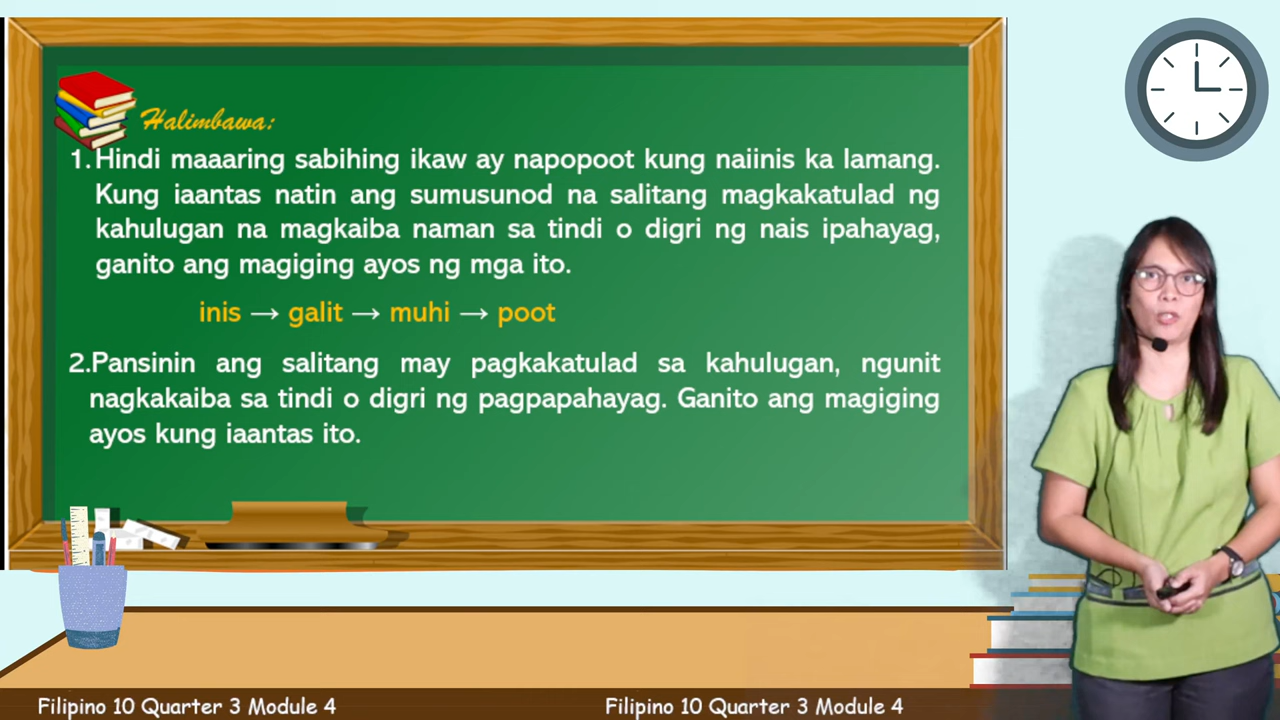 Halimbawa:
1.Hindi maaaring sabihing ikaw ay napopoot kung naiinis ka lamang.
Kung iaantas natin ang sumusunod na salitang magkakatulad ng
kahulugan na magkaiba naman sa tindi o digri ng nais ipahayag,
ganito ang magiging ayos ng mga ito.
inis → galit → muhi → poot
2.Pansinin ang salitang may pagkakatulad sa kahulugan, ngunit
nagkakaiba sa tindi o digri ng pagpapahayag. Ganito ang magiging
ayos kung iaantas ito.
Filipino 10 Quarter 3 Module 4
Filipino 10 Quarter 3 Module 4